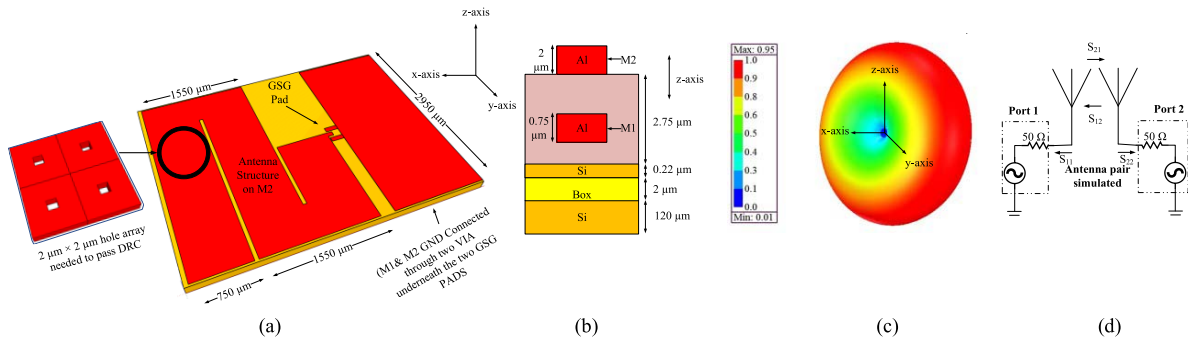 z-axis
x-axis
y-axis
1550 µm
GSG
Pad
2950 µm
Antenna
Structure
on M2
2 µm × 2 µm hole array
needed to pass DRC
750 µm
1550 µm
(M1& M2 GND Connected
through two VIA
underneath the two GSG
PADS
(a)
2
µm
Al
M2
z-axis
0.75
µm
Al
M1
2.75 µm
Si
0.22 µm
Box
2 µm
Si
120 µm
(b)
Max: 0.95
1.0
0.9
0.8
0.7
0.6
0.5
0.4
0.3
0.2
0.1
0.0
Min: 0.01
z-axis
x-axis
y-axis
(c)
S21
S12
Port 1
Port 2
50 Ω
50 Ω
S11
S22
Antenna pair
simulated
(d)